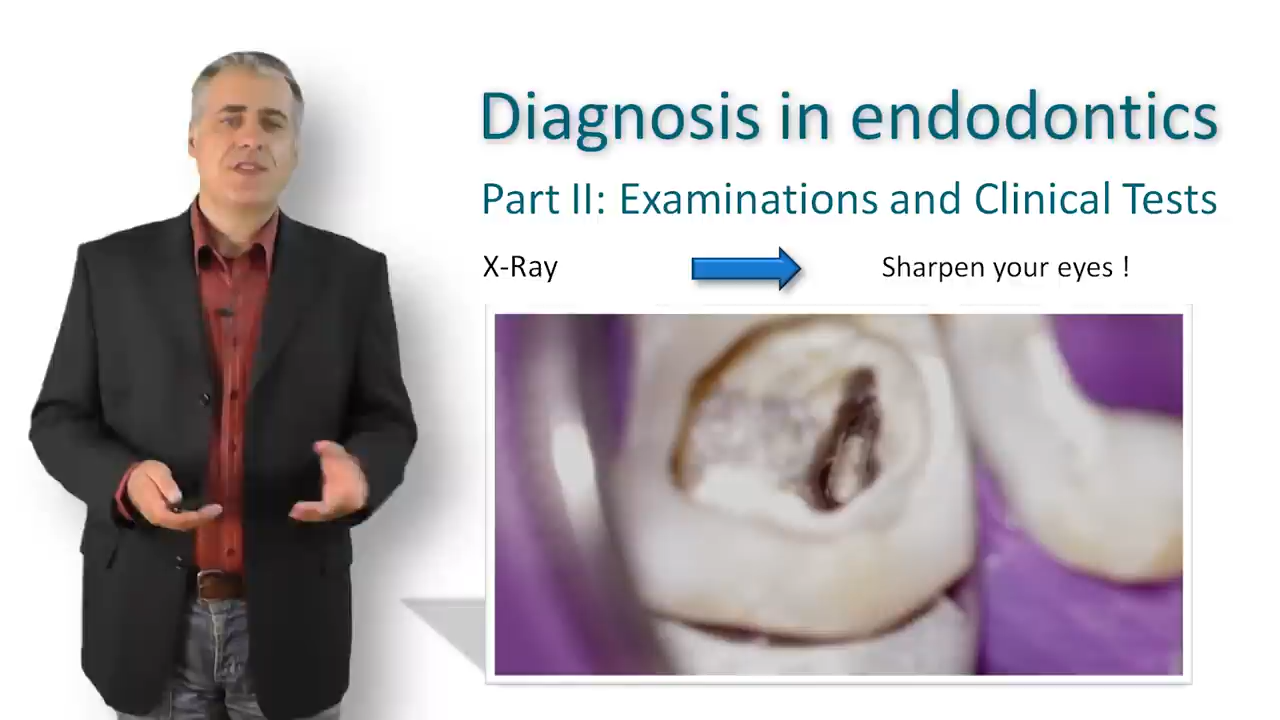 Diagnosis in endodontics
Part II: Examinations and Clinical Tests
X-Ray
Sharpen your eyes !